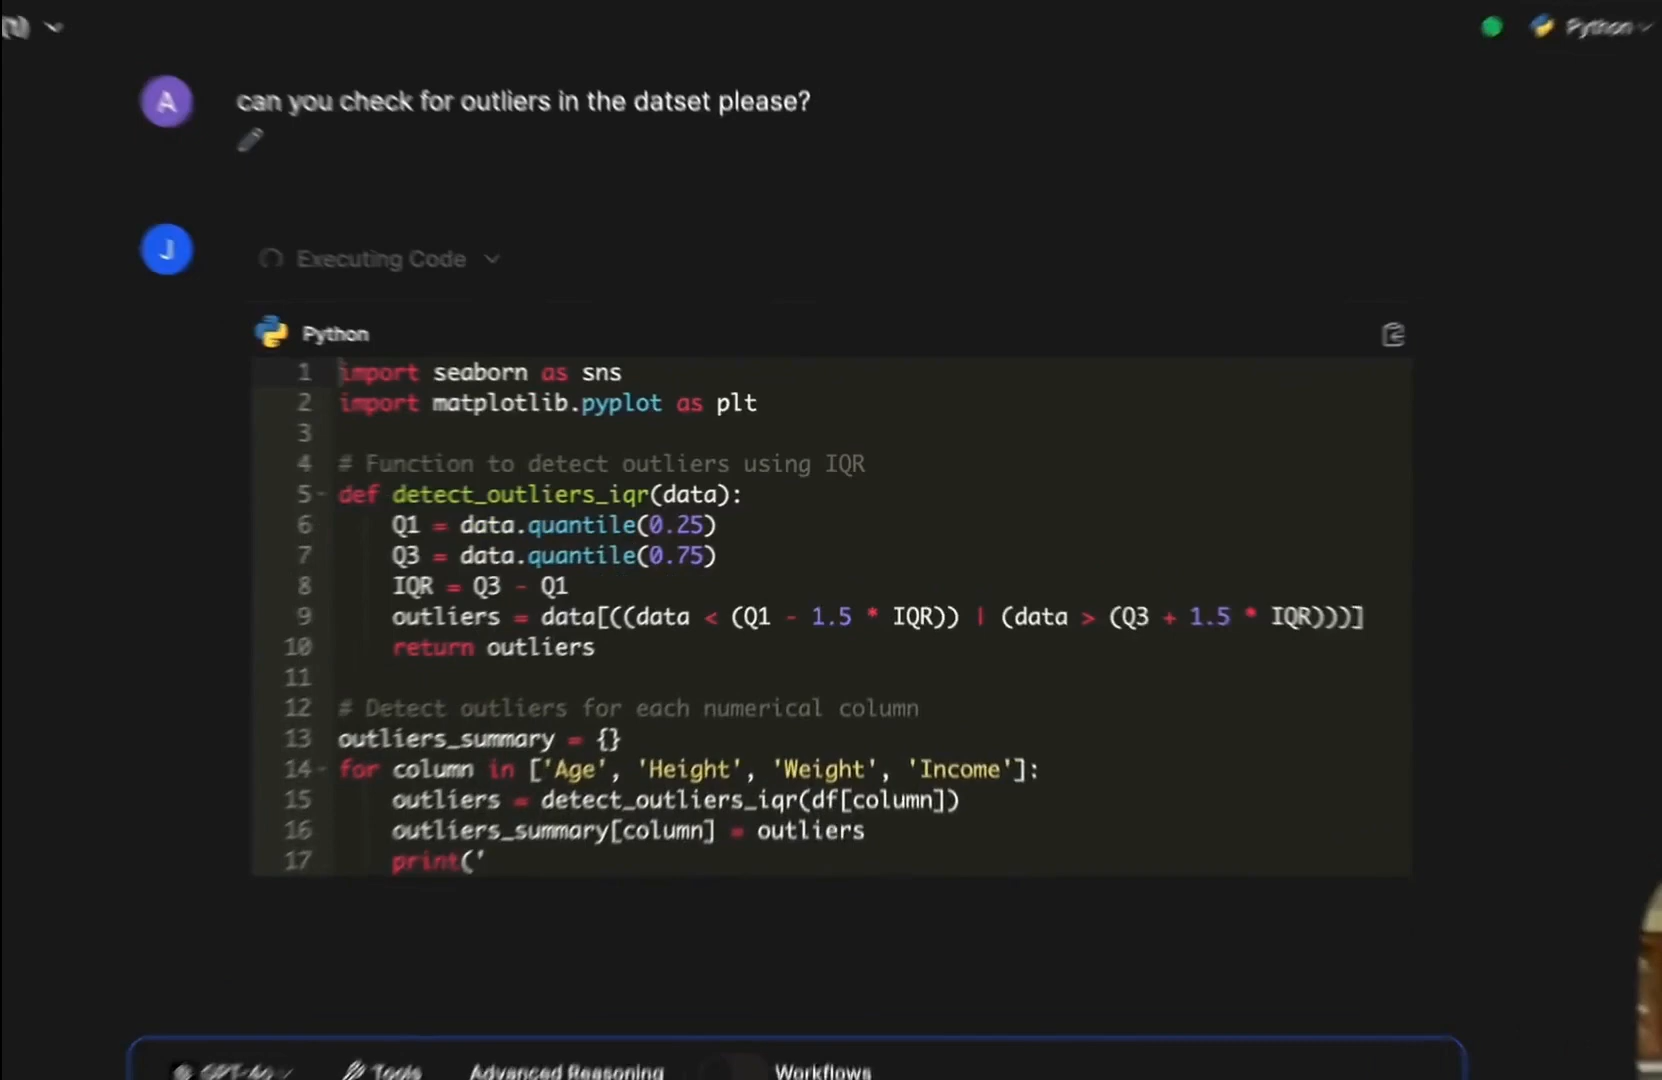 Python
A
can you check for outliers in the datset please?
J
Executing Code
Python
1 import seaborn as sns
2 import matplotlib.pyplot as plt
3
4 # Function to detect outliers using IQR
5 def detect_outliers_iqr(data):
6 Q1 = data.quantile(0.25)
7 Q3 = data.quantile(0.75)
8 IQR = Q3 - Q1
9 outliers = data[((data < (Q1 - 1.5 * IQR)) | (data > (Q3 + 1.5 * IQR)))]
10 return outliers
11
12 # Detect outliers for each numerical column
13 outliers_summary = {}
14 for column in ['Age', 'Height', 'Weight', 'Income']:
15 outliers = detect_outliers_iqr(df[column])
16 outliers_summary[column] = outliers
17 print('
GPT-4o Tools Advanced Reasoning Workflows